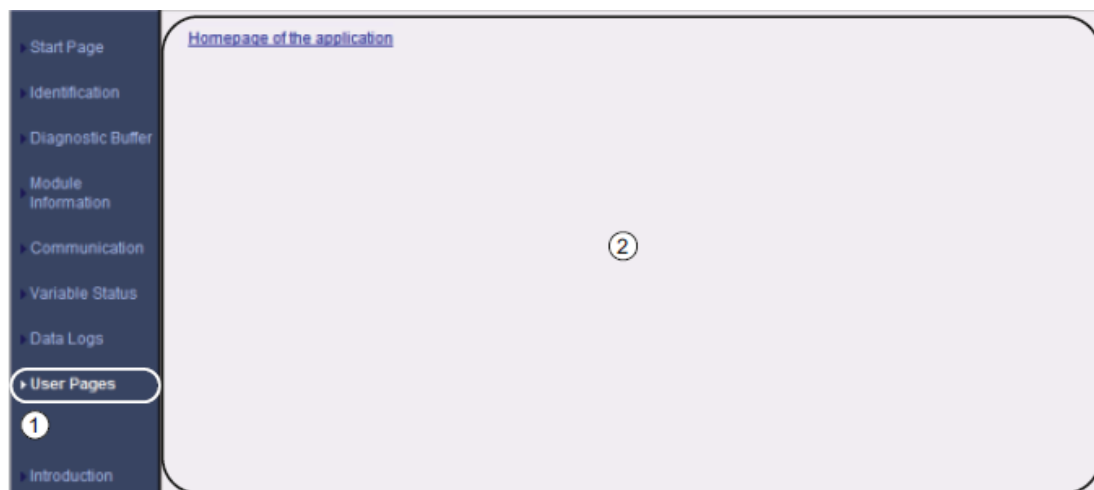 Start Page
Identification
Diagnostic Buffer
Module
Information
Communication
Variable Status
Data Logs
User Pages
1
Introduction
Homepage of the application
2